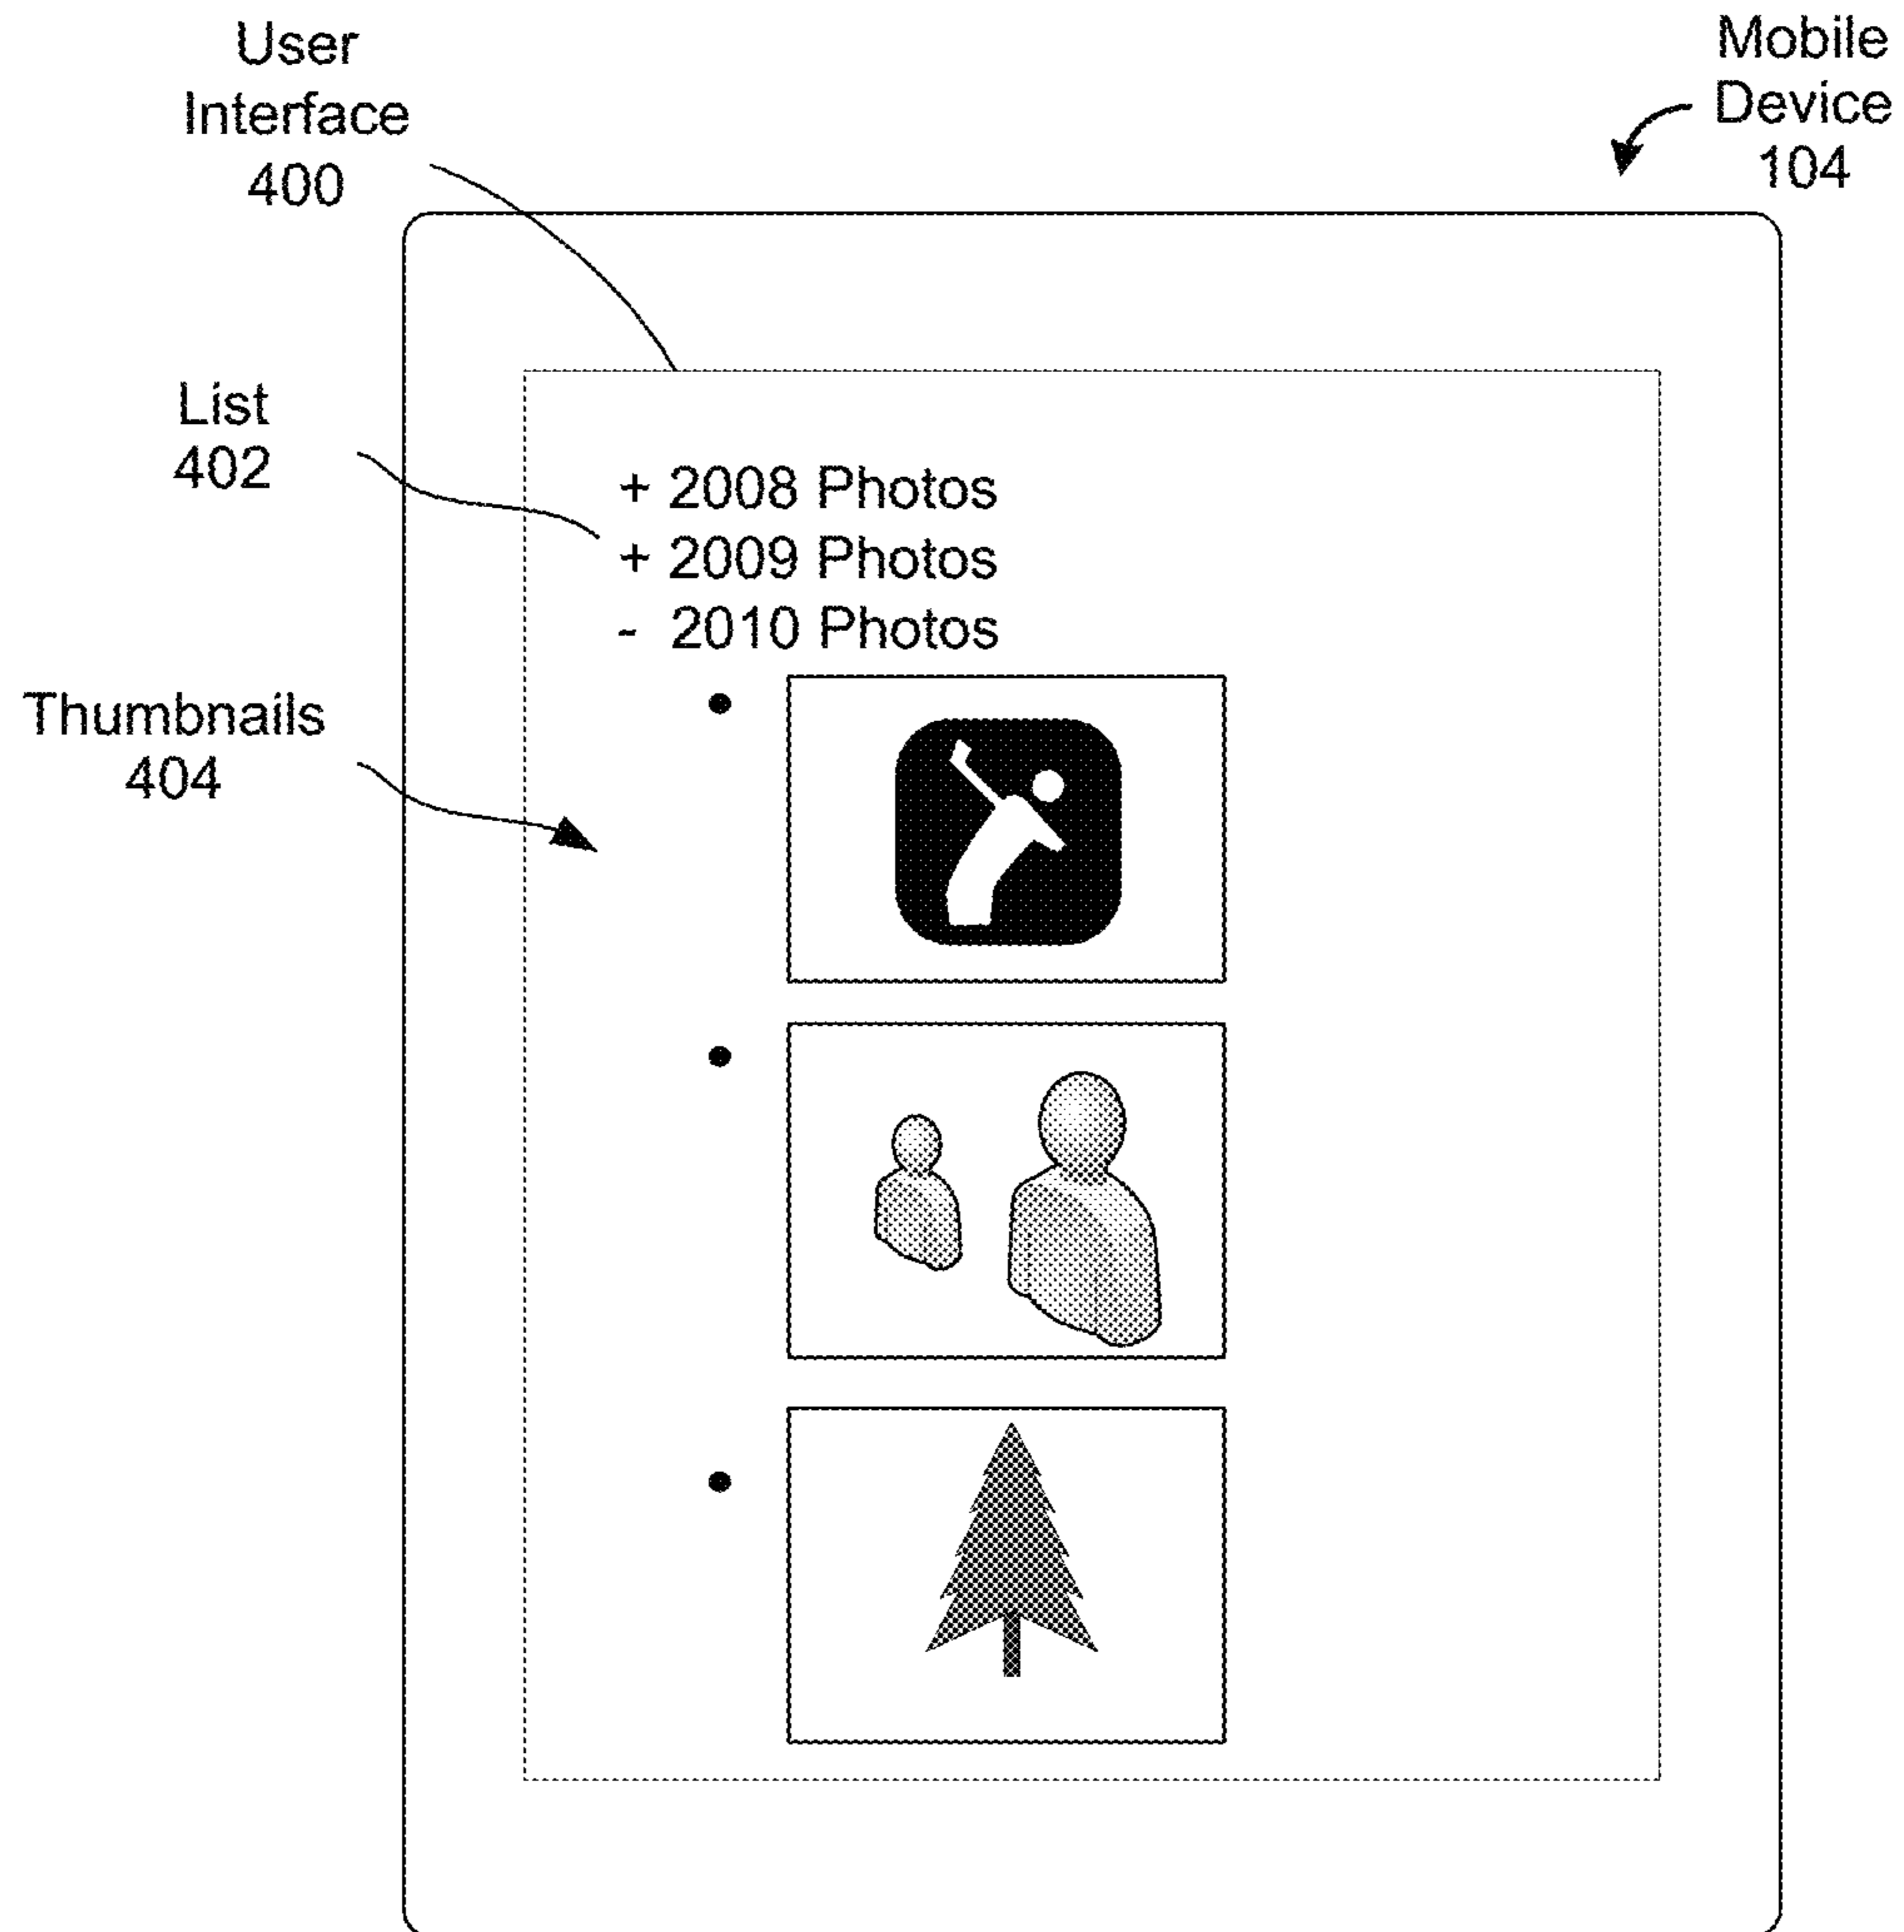 User
Interface
400
Mobile
Device
104
List
402
+ 2008 Photos
+ 2009 Photos
- 2010 Photos
Thumbnails
404